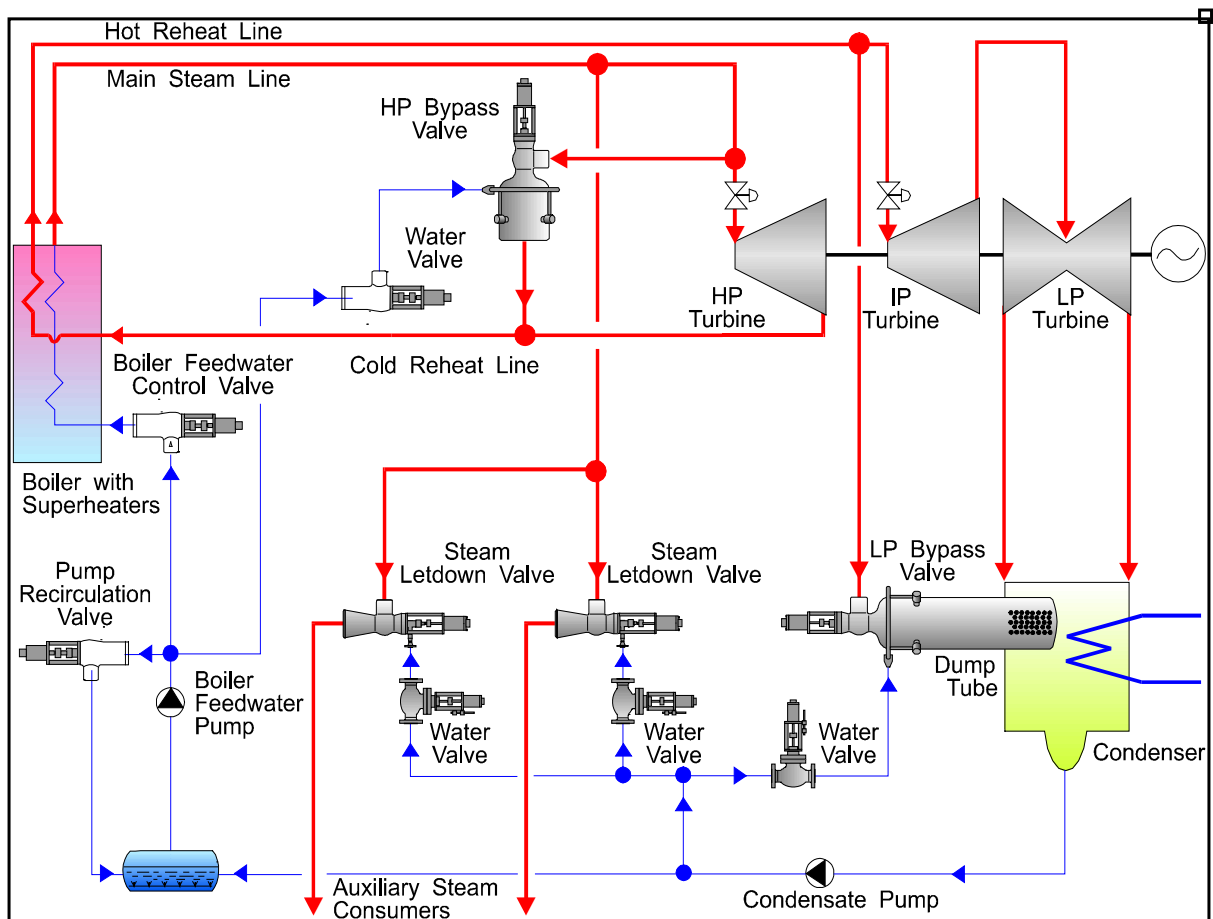 Hot Reheat Line
Main Steam Line
HP Bypass
Valve
Water
Valve
HP
Turbine
IP
Turbine
LP
Turbine
Cold Reheat Line
Boiler Feedwater
Control Valve
Boiler with
Superheaters
Steam
Letdown Valve
Steam
Letdown Valve
LP Bypass
Valve
Pump
Recirculation
Valve
Boiler
Feedwater
Pump
Dump
Tube
Water
Valve
Water
Valve
Water
Valve
Condenser
Auxiliary Steam
Consumers
Condensate Pump